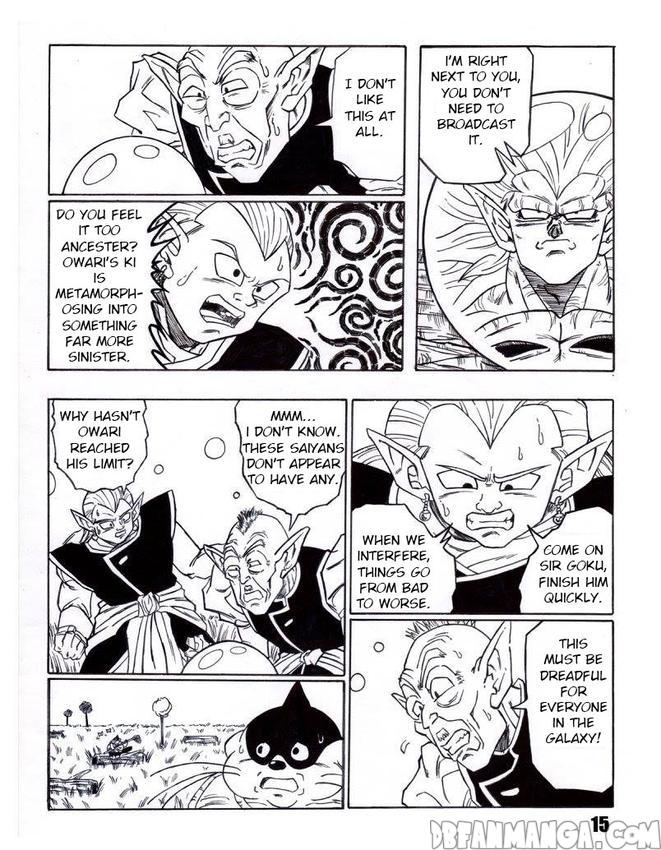 I DON'T
LIKE
THIS AT
ALL.
I'M RIGHT
NEXT TO YOU,
YOU DON'T
NEED TO
BROADCAST
IT.
DO YOU FEEL
IT TOO
ANCESTER?
OWARI'S KI
IS
METAMORPH-
OSING INTO
SOMETHING
FAR MORE
SINISTER.
WHY HASN'T
OWARI
REACHED
HIS LIMIT?
MMM...
I DON'T KNOW.
THESE SAIYANS
DON'T APPEAR
TO HAVE ANY.
WHEN WE
INTERFERE,
THINGS GO
FROM BAD
TO WORSE.
COME ON
SIR GOKU,
FINISH HIM
QUICKLY.
THIS
MUST BE
DREADFUL
FOR
EVERYONE
IN THE
GALAXY!
15
DBFANMANGA.COM